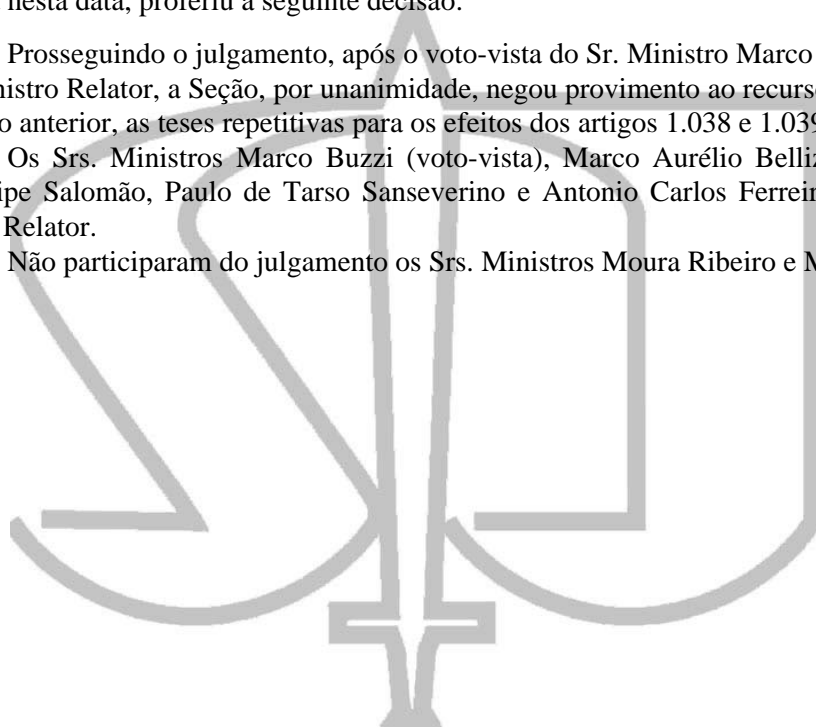 nesta data, proferiu a seguinte decisão:
Prosseguindo o julgamento, após o voto-vista do Sr. Ministro Marco
nistro Relator, a Seção, por unanimidade, negou provimento ao recurs
o anterior, as teses repetitivas para os efeitos dos artigos 1.038 e 1.039
Os Srs. Ministros Marco Buzzi (voto-vista), Marco Aurélio Belliz
ipe Salomão, Paulo de Tarso Sanseverino e Antonio Carlos Ferrei
Relator.
Não participaram do julgamento os Srs. Ministros Moura Ribeiro e M